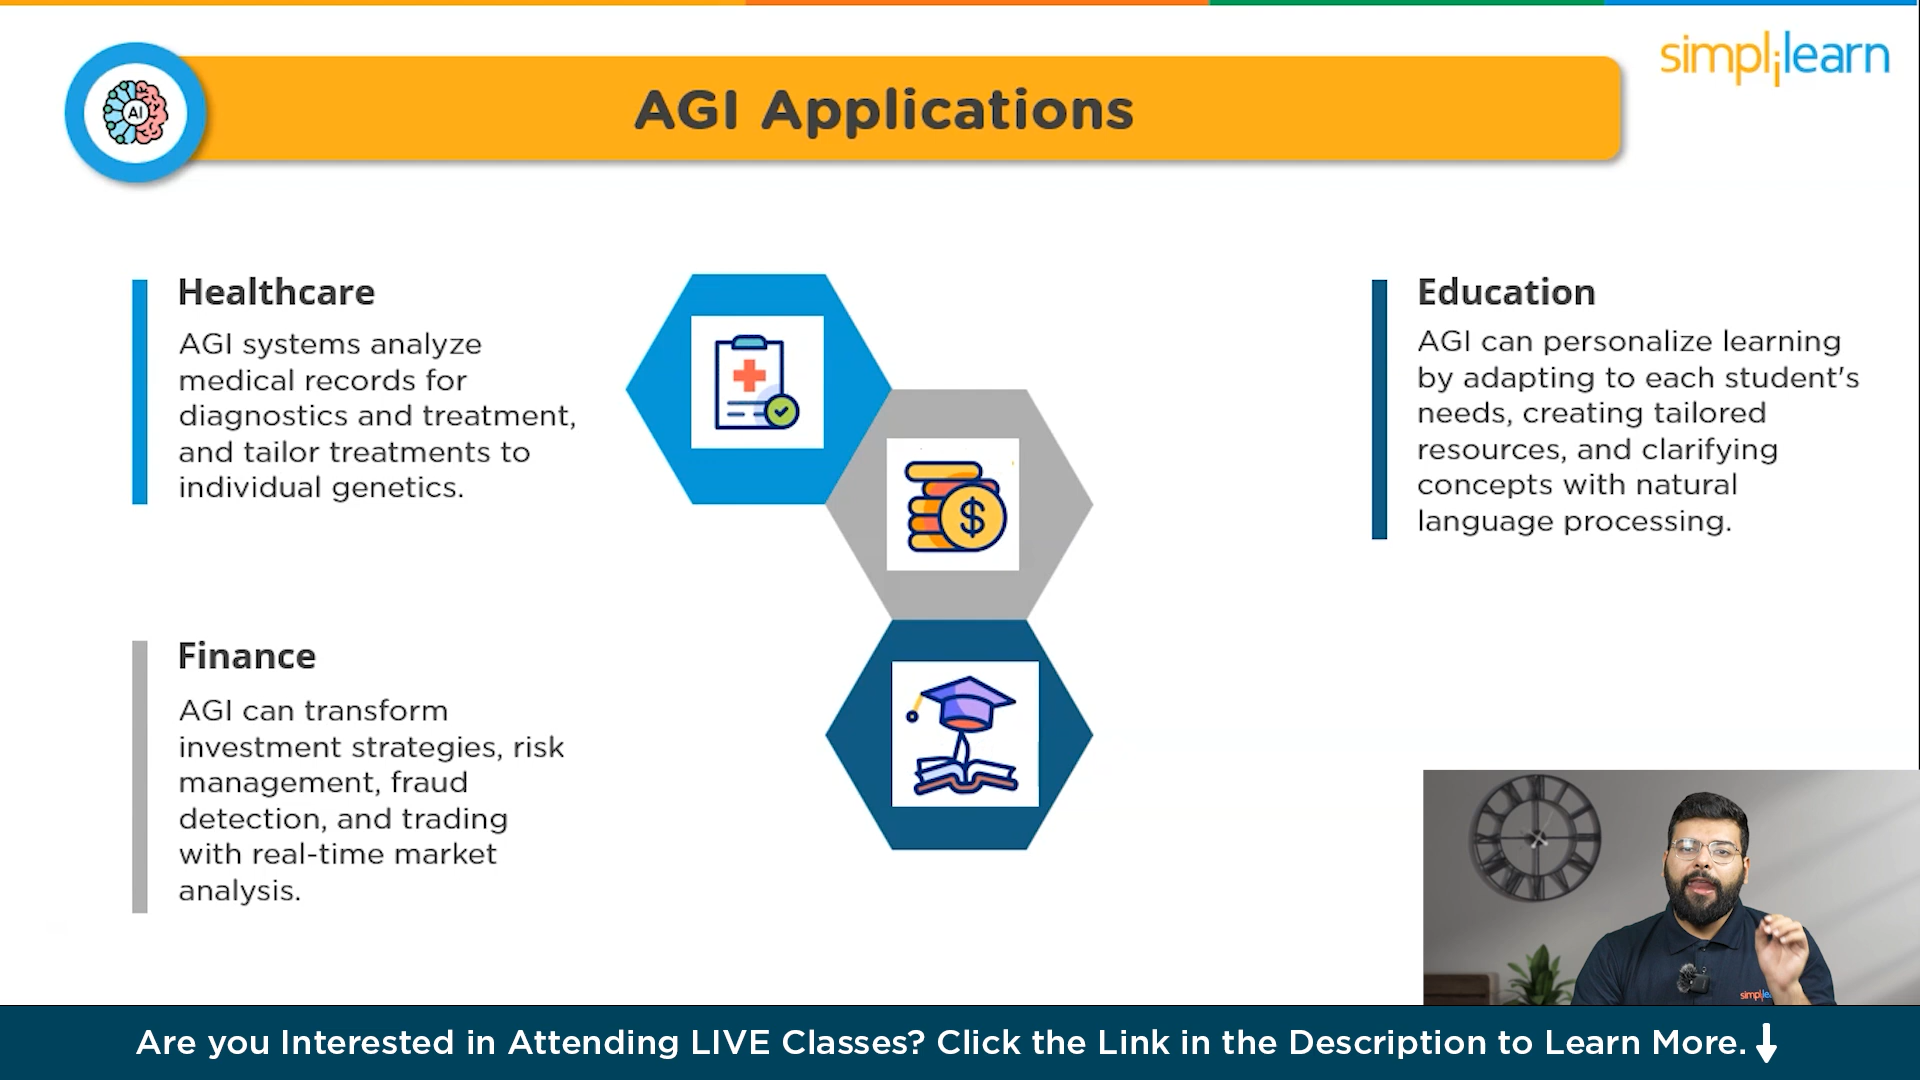 simplilearn
AI
AGI Applications
Healthcare
AGI systems analyze
medical records for
diagnostics and treatment,
and tailor treatments to
individual genetics.
Finance
AGI can transform
investment strategies, risk
management, fraud
detection, and trading
with real-time market
analysis.
$
Education
AGI can personalize learning
by adapting to each student's
needs, creating tailored
resources, and clarifying
concepts with natural
language processing.
Are you Interested in Attending LIVE Classes? Click the Link in the Description to Learn More.